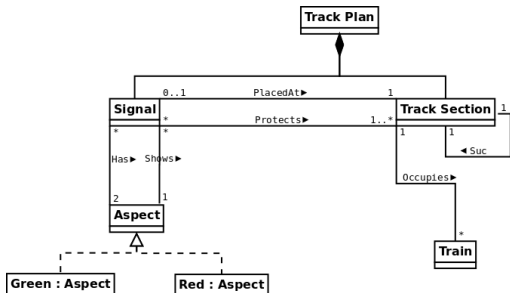 Track Plan
0..1 PlacedAt► 1
Signal Track Section 1
* * Protects► 1..* 1 1
Has► Shows► ◄ Suc
Occupies►
2 1
Aspect *
Train
Green : Aspect Red : Aspect